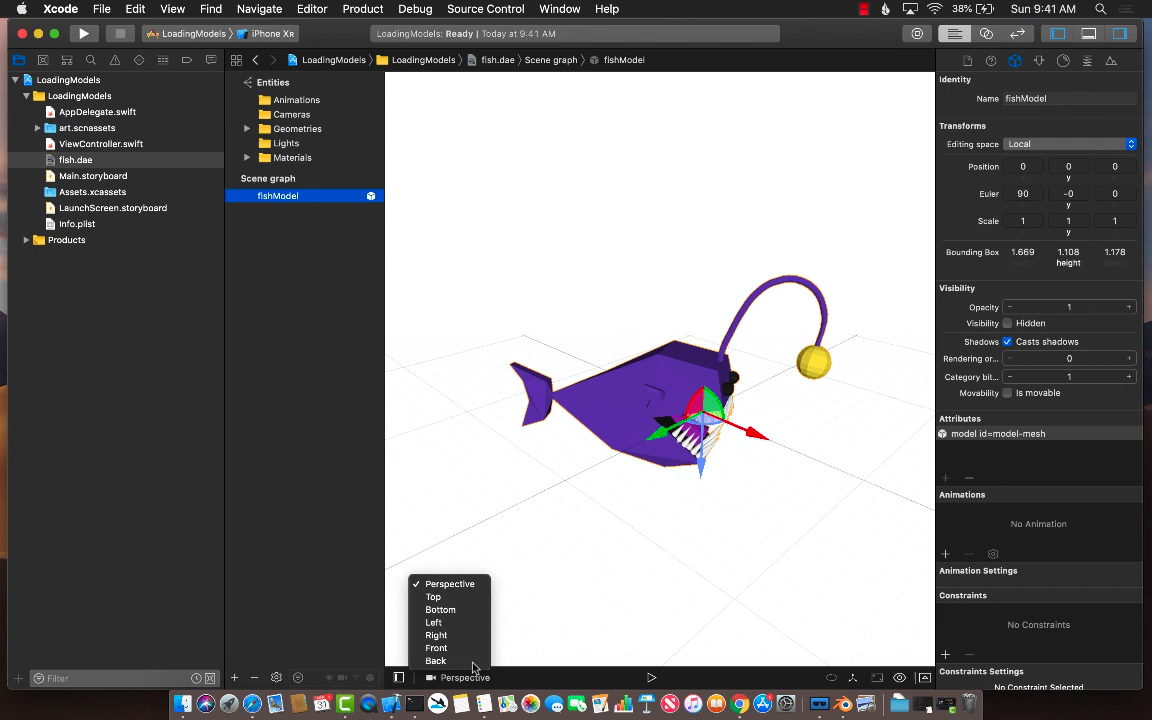 Xcode File Edit View Find Navigate Editor Product Debug Source Control Window Help 38% Sun 9:41 AM
LoadingModels iPhone XR LoadingModels: Ready | Today at 9:41 AM
LoadingModels LoadingModels fish.dae Scene graph fishModel
LoadingModels
LoadingModels
AppDelegate.swift
art.scnassets
ViewController.swift
fish.dae
Main.storyboard
Assets.xcassets
LaunchScreen.storyboard
Info.plist
Products
Filter
Entities
Animations
Cameras
Geometries
Lights
Materials
Scene graph
fishModel
Perspective
Top
Bottom
Left
Right
Front
Back
Perspective
Identity
Name fishModel
Transforms
Editing space Local
Position 0 0 0
y
Euler 90 -0 0
y
Scale 1 1 1
y
Bounding Box 1.669 1.108 1.178
height
Visibility
Opacity − 1 +
Visibility Hidden
Shadows Casts shadows
Rendering or... − 0 +
Category bit... − 1 +
Movability Is movable
Attributes
model id=model-mesh
Animations
No Animation
Animation Settings
Constraints
No Constraints
Constraints Settings
No Constraint Selected
31